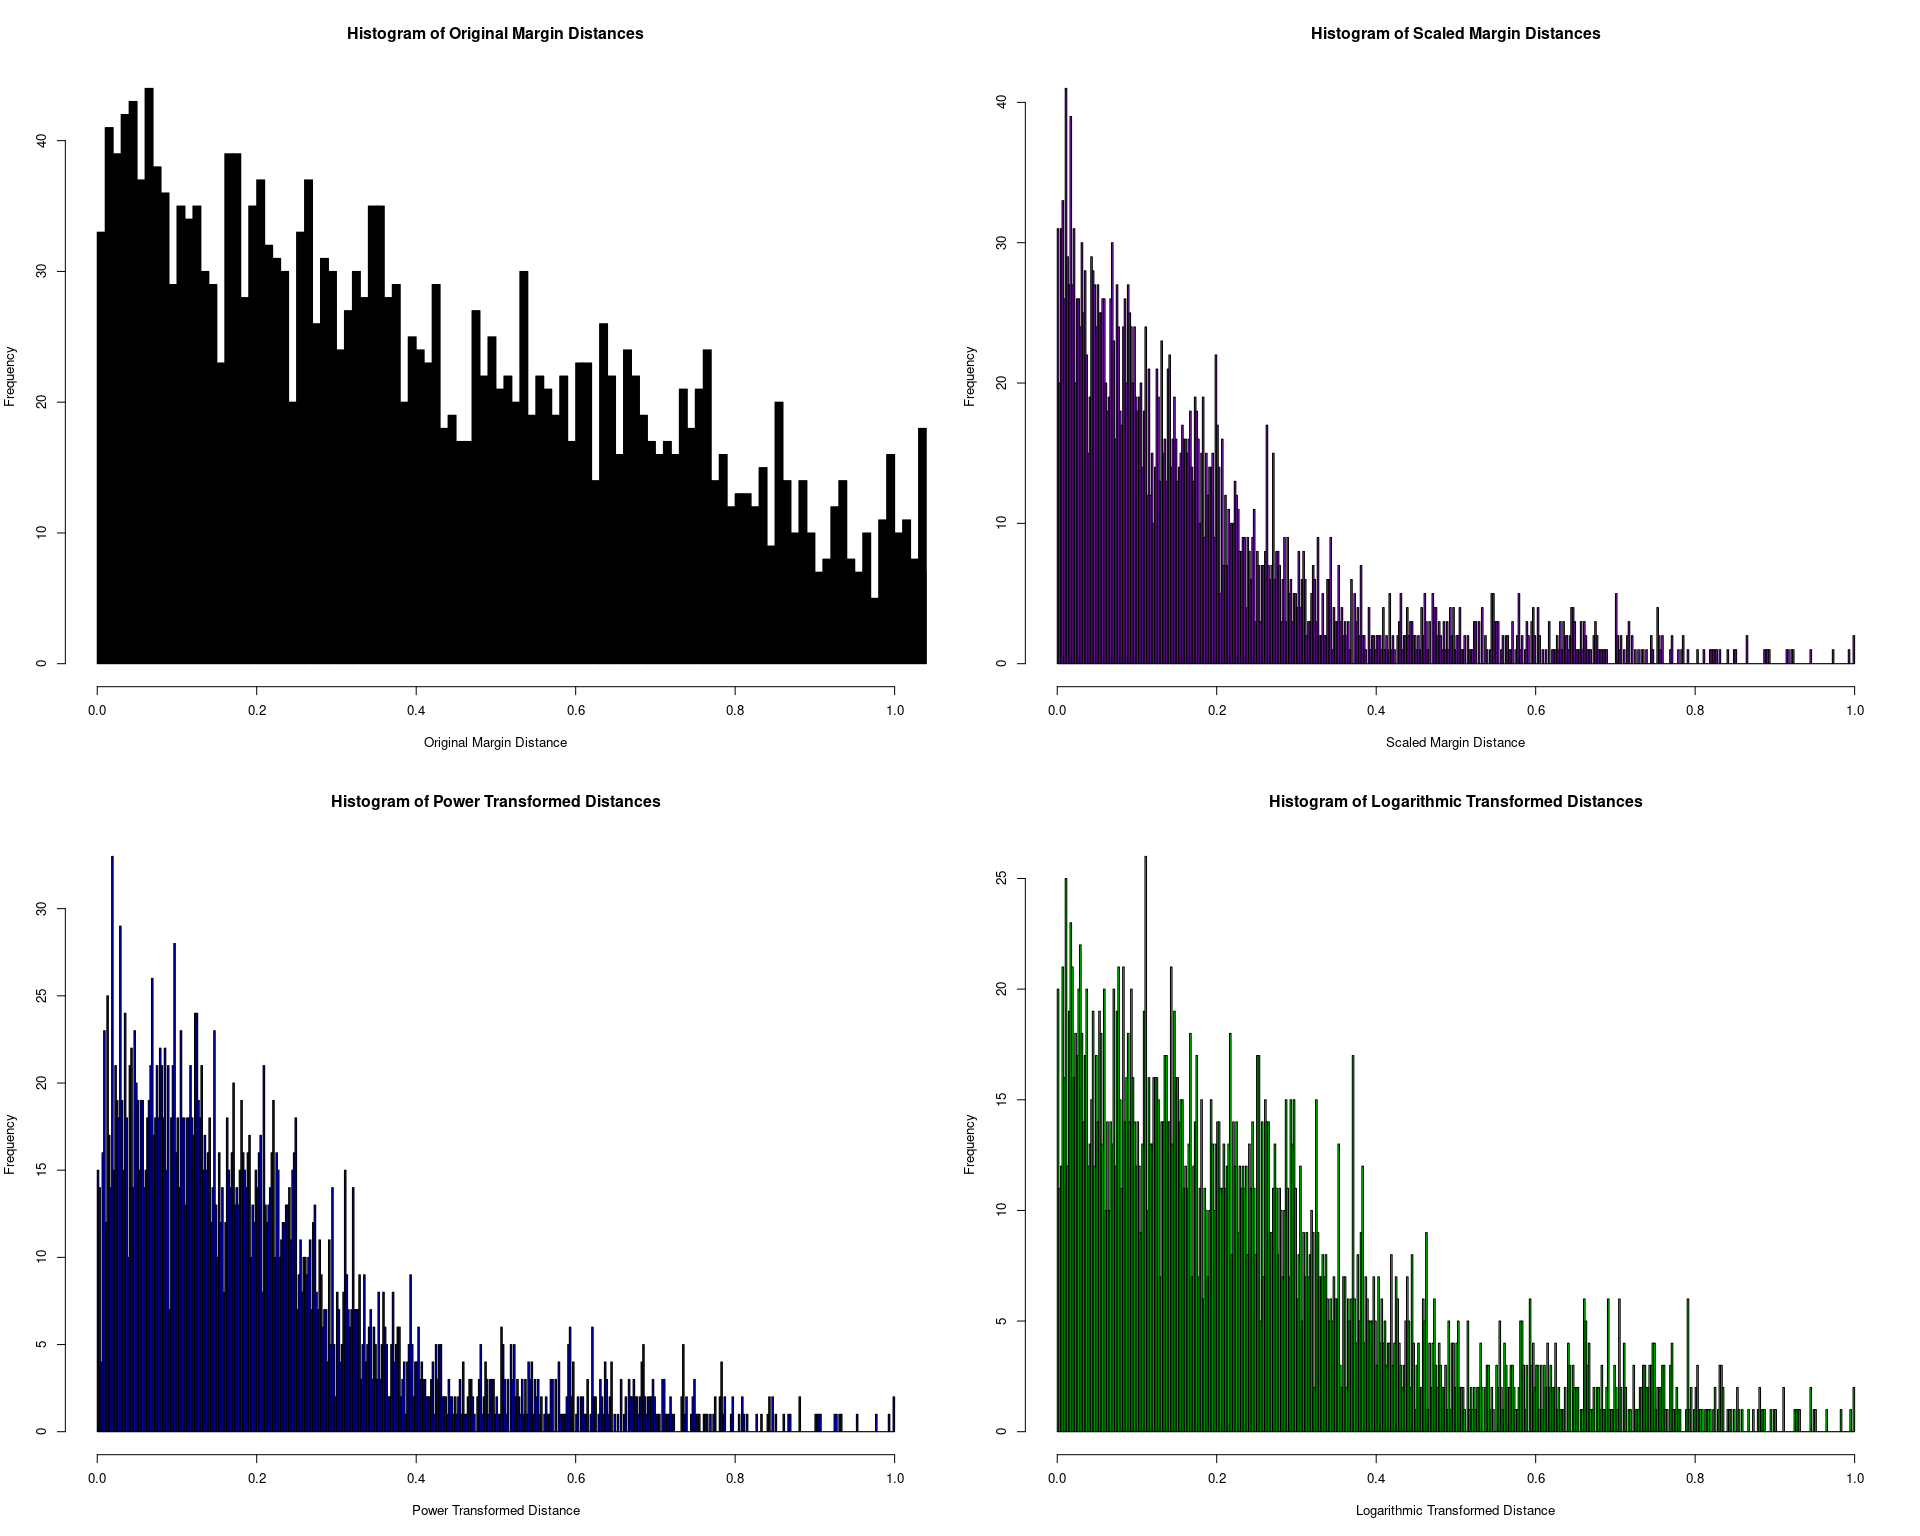 Histogram of Original Margin Distances
Frequency
0
10
20
30
40
0.0 0.2 0.4 0.6 0.8 1.0
Original Margin Distance
Histogram of Scaled Margin Distances
Frequency
0
10
20
30
40
0.0 0.2 0.4 0.6 0.8 1.0
Scaled Margin Distance
Histogram of Power Transformed Distances
Frequency
0
5
10
15
20
25
30
0.0 0.2 0.4 0.6 0.8 1.0
Power Transformed Distance
Histogram of Logarithmic Transformed Distances
Frequency
0
5
10
15
20
25
0.0 0.2 0.4 0.6 0.8 1.0
Logarithmic Transformed Distance